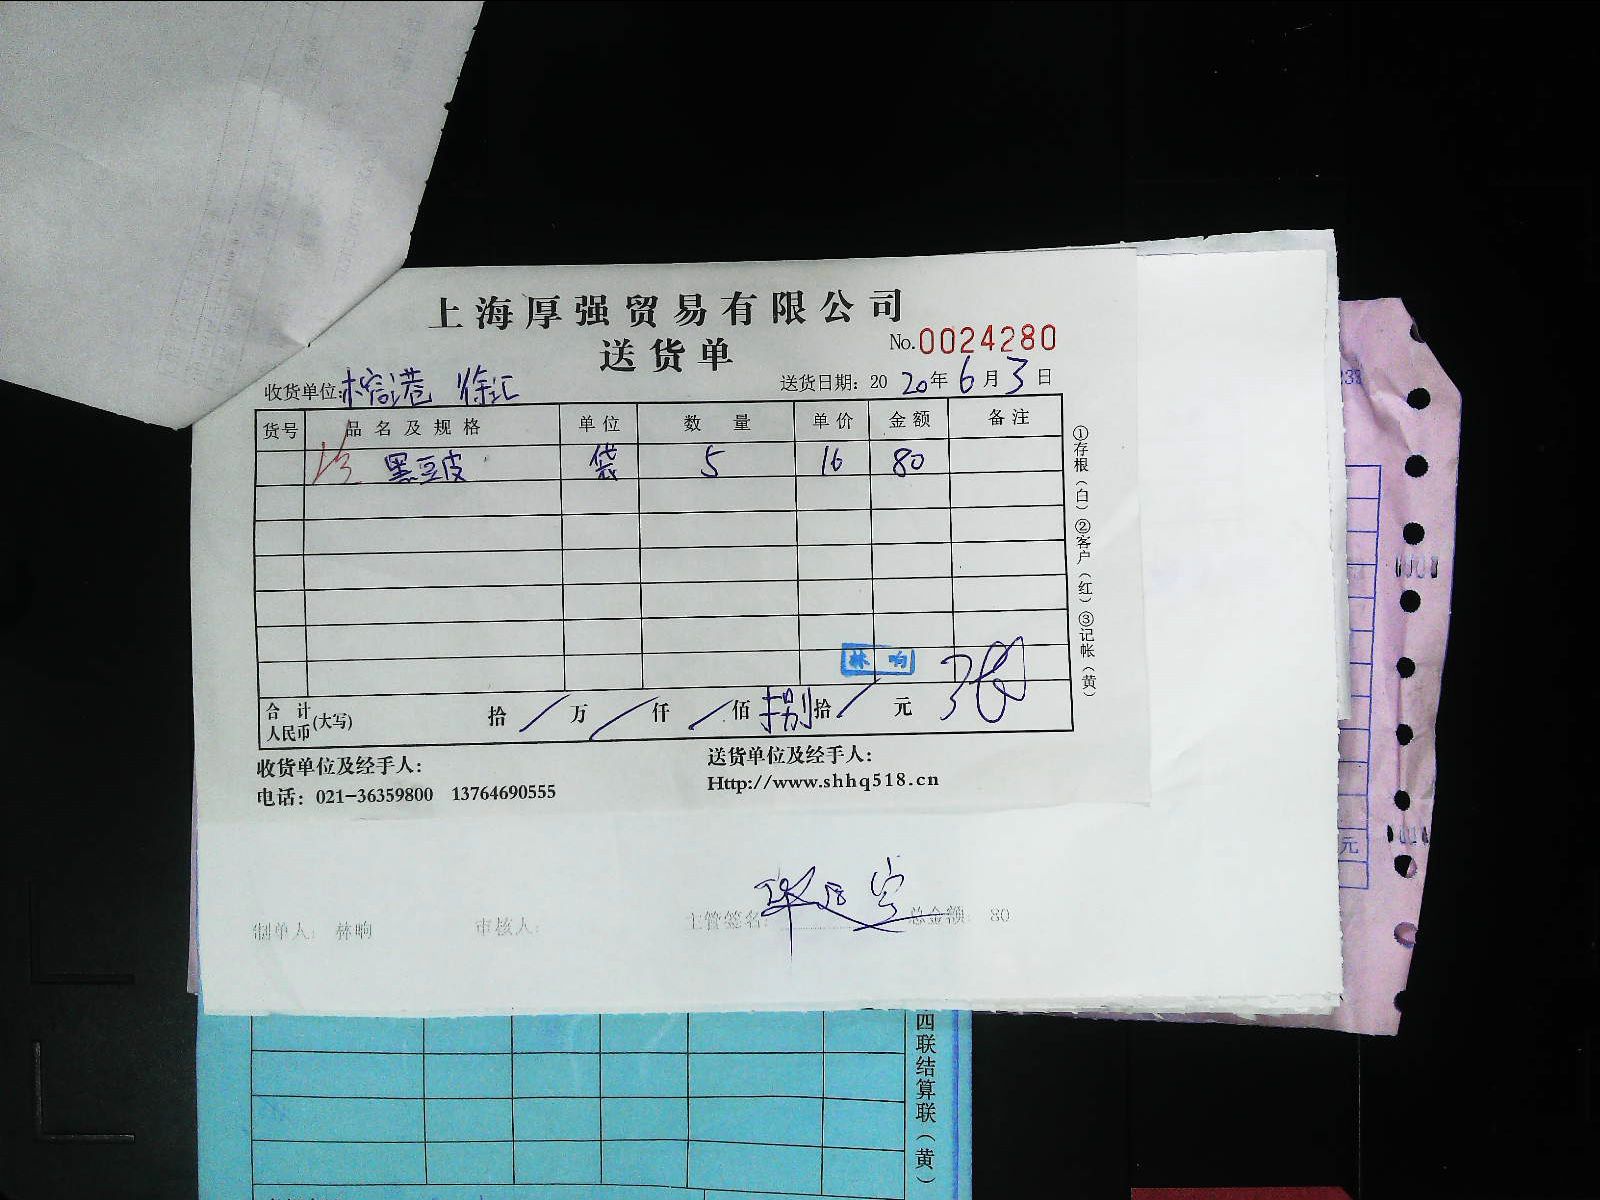 上海厚强贸易有限公司
送货单
No.0024280
收货单位:榕港 徐汇 送货日期: 2020年6月3日
货号 品名及规格 单位 数量 单价 金额 备注
黑豆皮 袋 5 16 80
林响
合计人民币(大写) 拾 / 万 / 仟 / 佰 捌 拾 / 元
收货单位及经手人: 送货单位及经手人:
电话: 021-36359800 13764690555 Http://www.shhq518.cn
①存根(白)②客户(红)③记帐(黄)
制单人: 林响 审核人: 主管签名: 总金额: 80
四联结算联(黄)
元